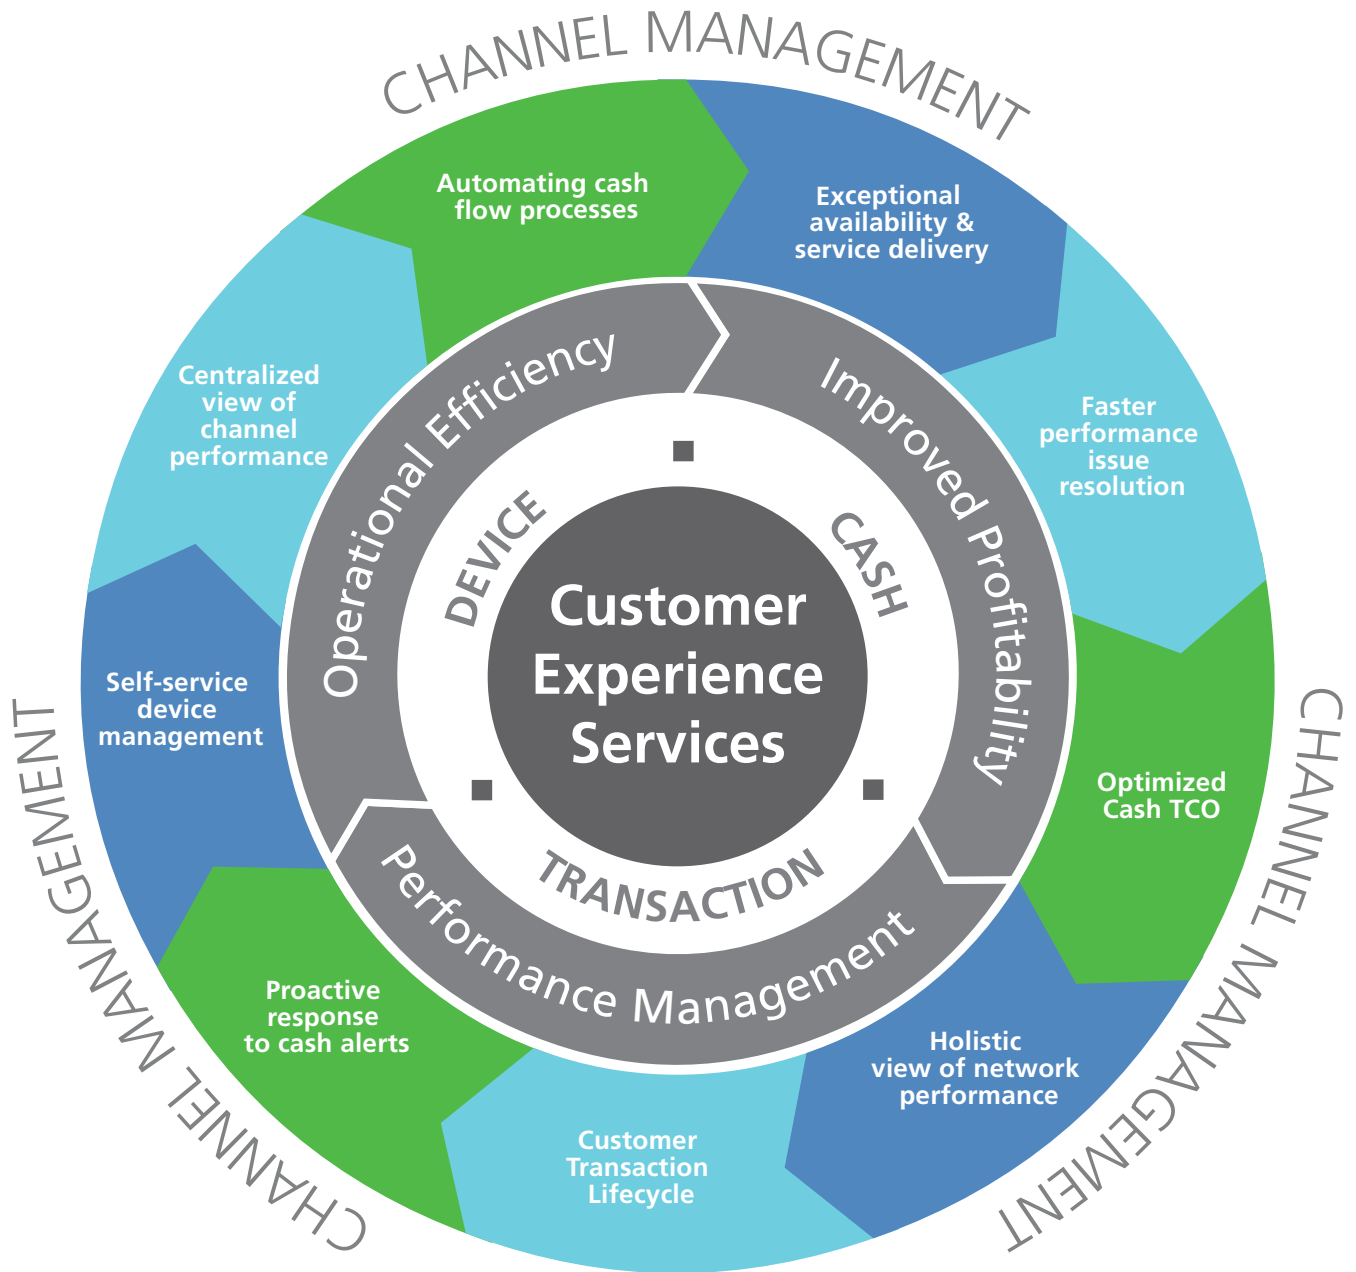 CHANNEL MANAGEMENT
Automating cash
flow processes
Exceptional
availability &
service delivery
Faster
performance
issue
resolution
Optimized
Cash TCO
Holistic
view of network
performance
Customer
Transaction
Lifecycle
Proactive
response
to cash alerts
Self-service
device
management
Centralized
view of
channel
performance
Operational Efficiency
Improved Profitability
Performance Management
DEVICE
CASH
TRANSACTION
Customer
Experience
Services
CHANNEL MANAGEMENT
CHANNEL MANAGEMENT